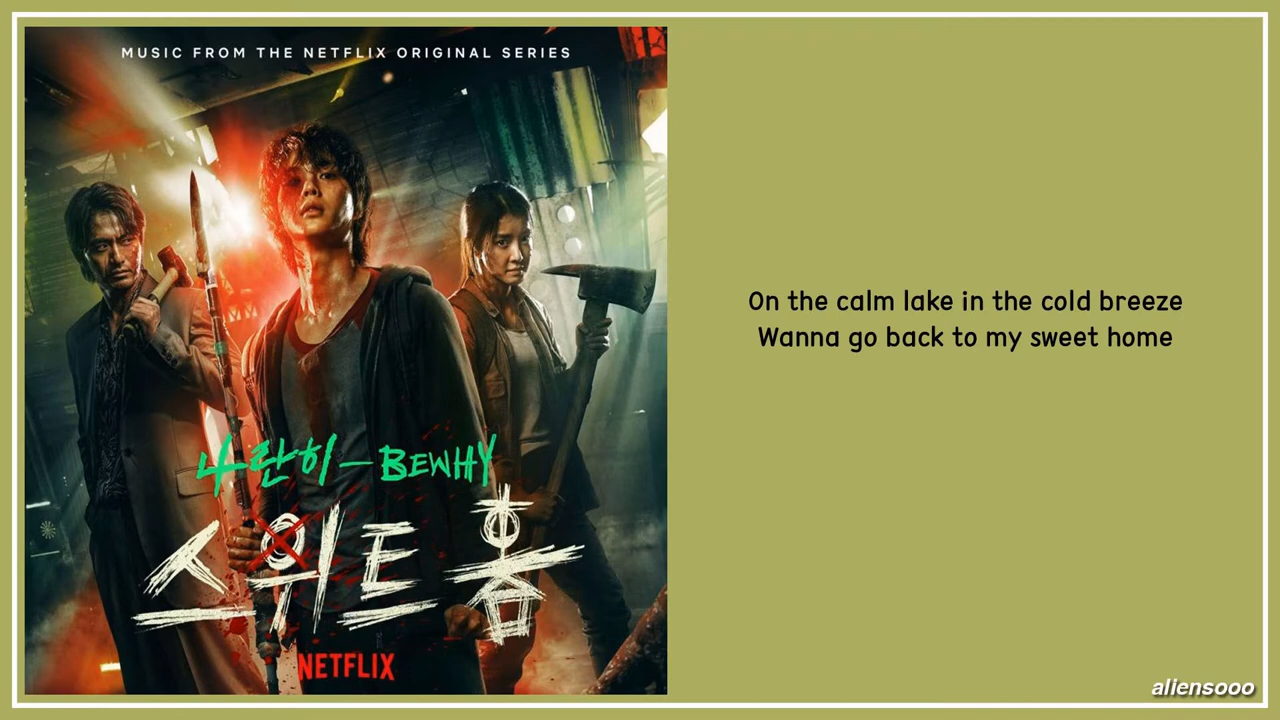 MUSIC FROM THE NETFLIX ORIGINAL SERIES
나란히 — BEWHY
스위트홈
NETFLIX
On the calm lake in the cold breeze
Wanna go back to my sweet home
aliensooo